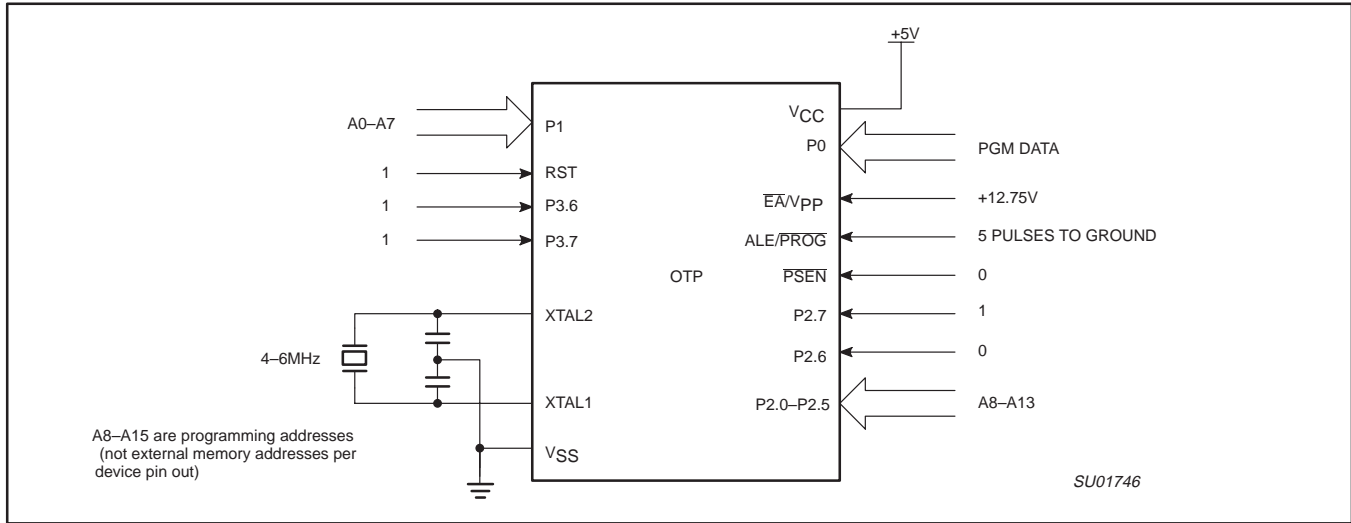 +5V
A0–A7
P1
1
RST
1
P3.6
1
P3.7
OTP
XTAL2
4–6MHz
XTAL1
VSS
A8–A15 are programming addresses
(not external memory addresses per
device pin out)
VCC
P0
PGM DATA
EA/VPP
+12.75V
ALE/PROG
5 PULSES TO GROUND
PSEN
0
P2.7
1
P2.6
0
P2.0–P2.5
A8–A13
SU01746